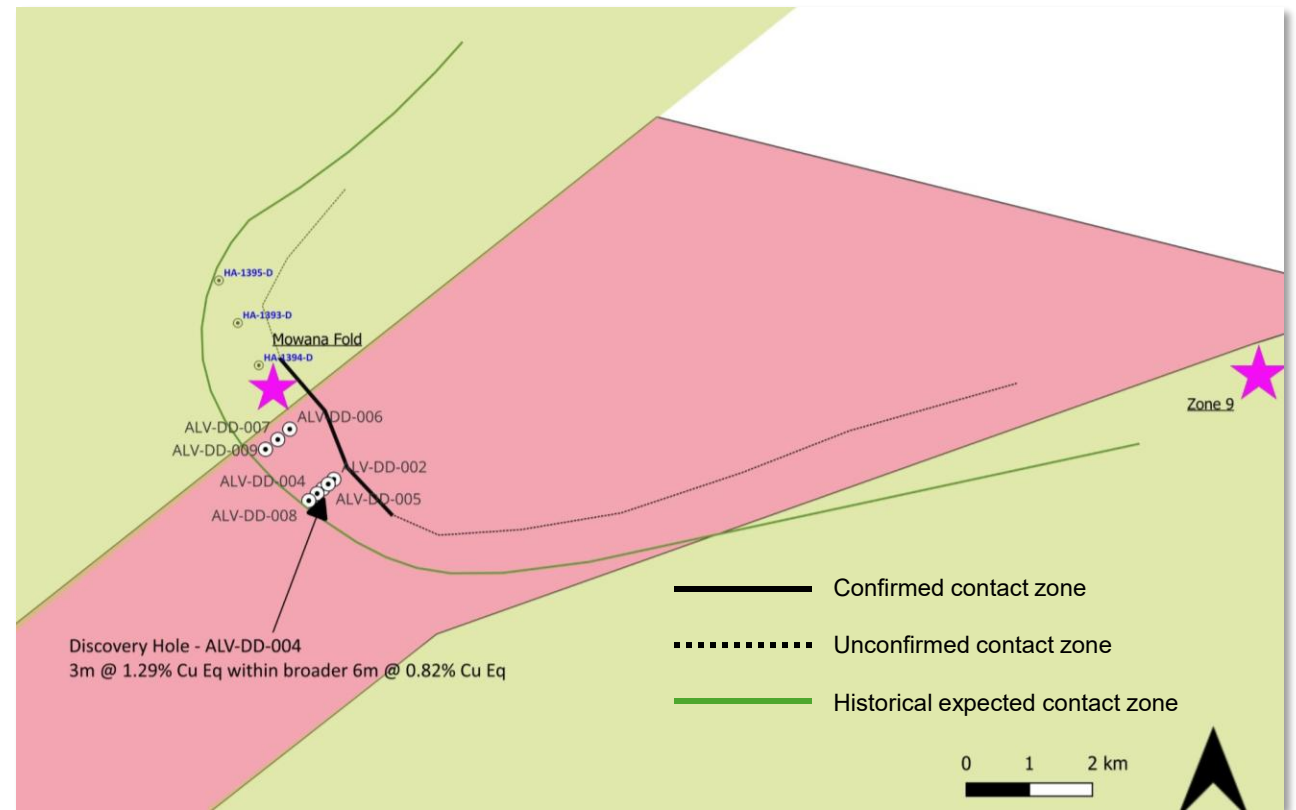 HA-1395-D
HA-1393-D
Mowana Fold
HA-1394-D
ALV-DD-006
ALV-DD-007
ALV-DD-009
ALV-DD-002
ALV-DD-004
ALV-DD-005
ALV-DD-008
Zone 9
Discovery Hole - ALV-DD-004
3m @ 1.29% Cu Eq within broader 6m @ 0.82% Cu Eq
Confirmed contact zone
Unconfirmed contact zone
Historical expected contact zone
0 1 2 km